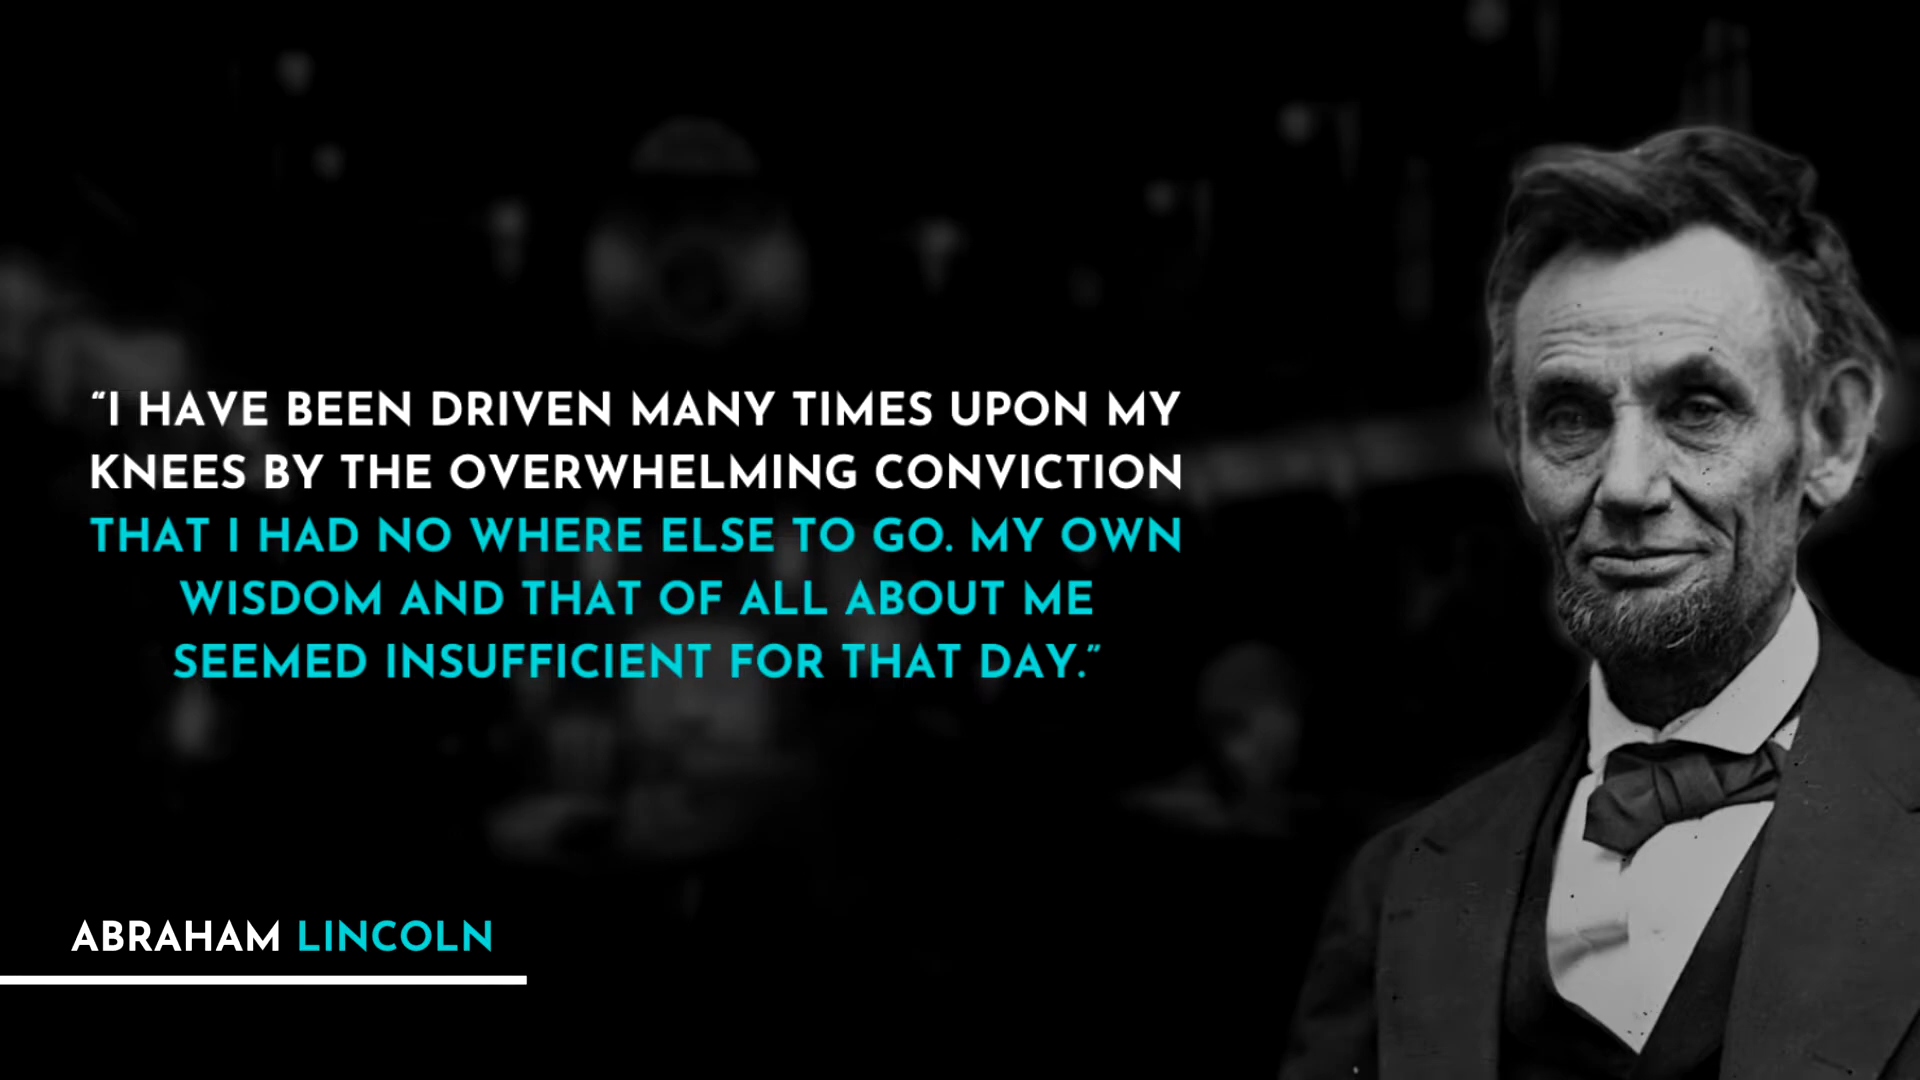 “I HAVE BEEN DRIVEN MANY TIMES UPON MY
KNEES BY THE OVERWHELMING CONVICTION
THAT I HAD NO WHERE ELSE TO GO. MY OWN
WISDOM AND THAT OF ALL ABOUT ME
SEEMED INSUFFICIENT FOR THAT DAY.”
ABRAHAM LINCOLN